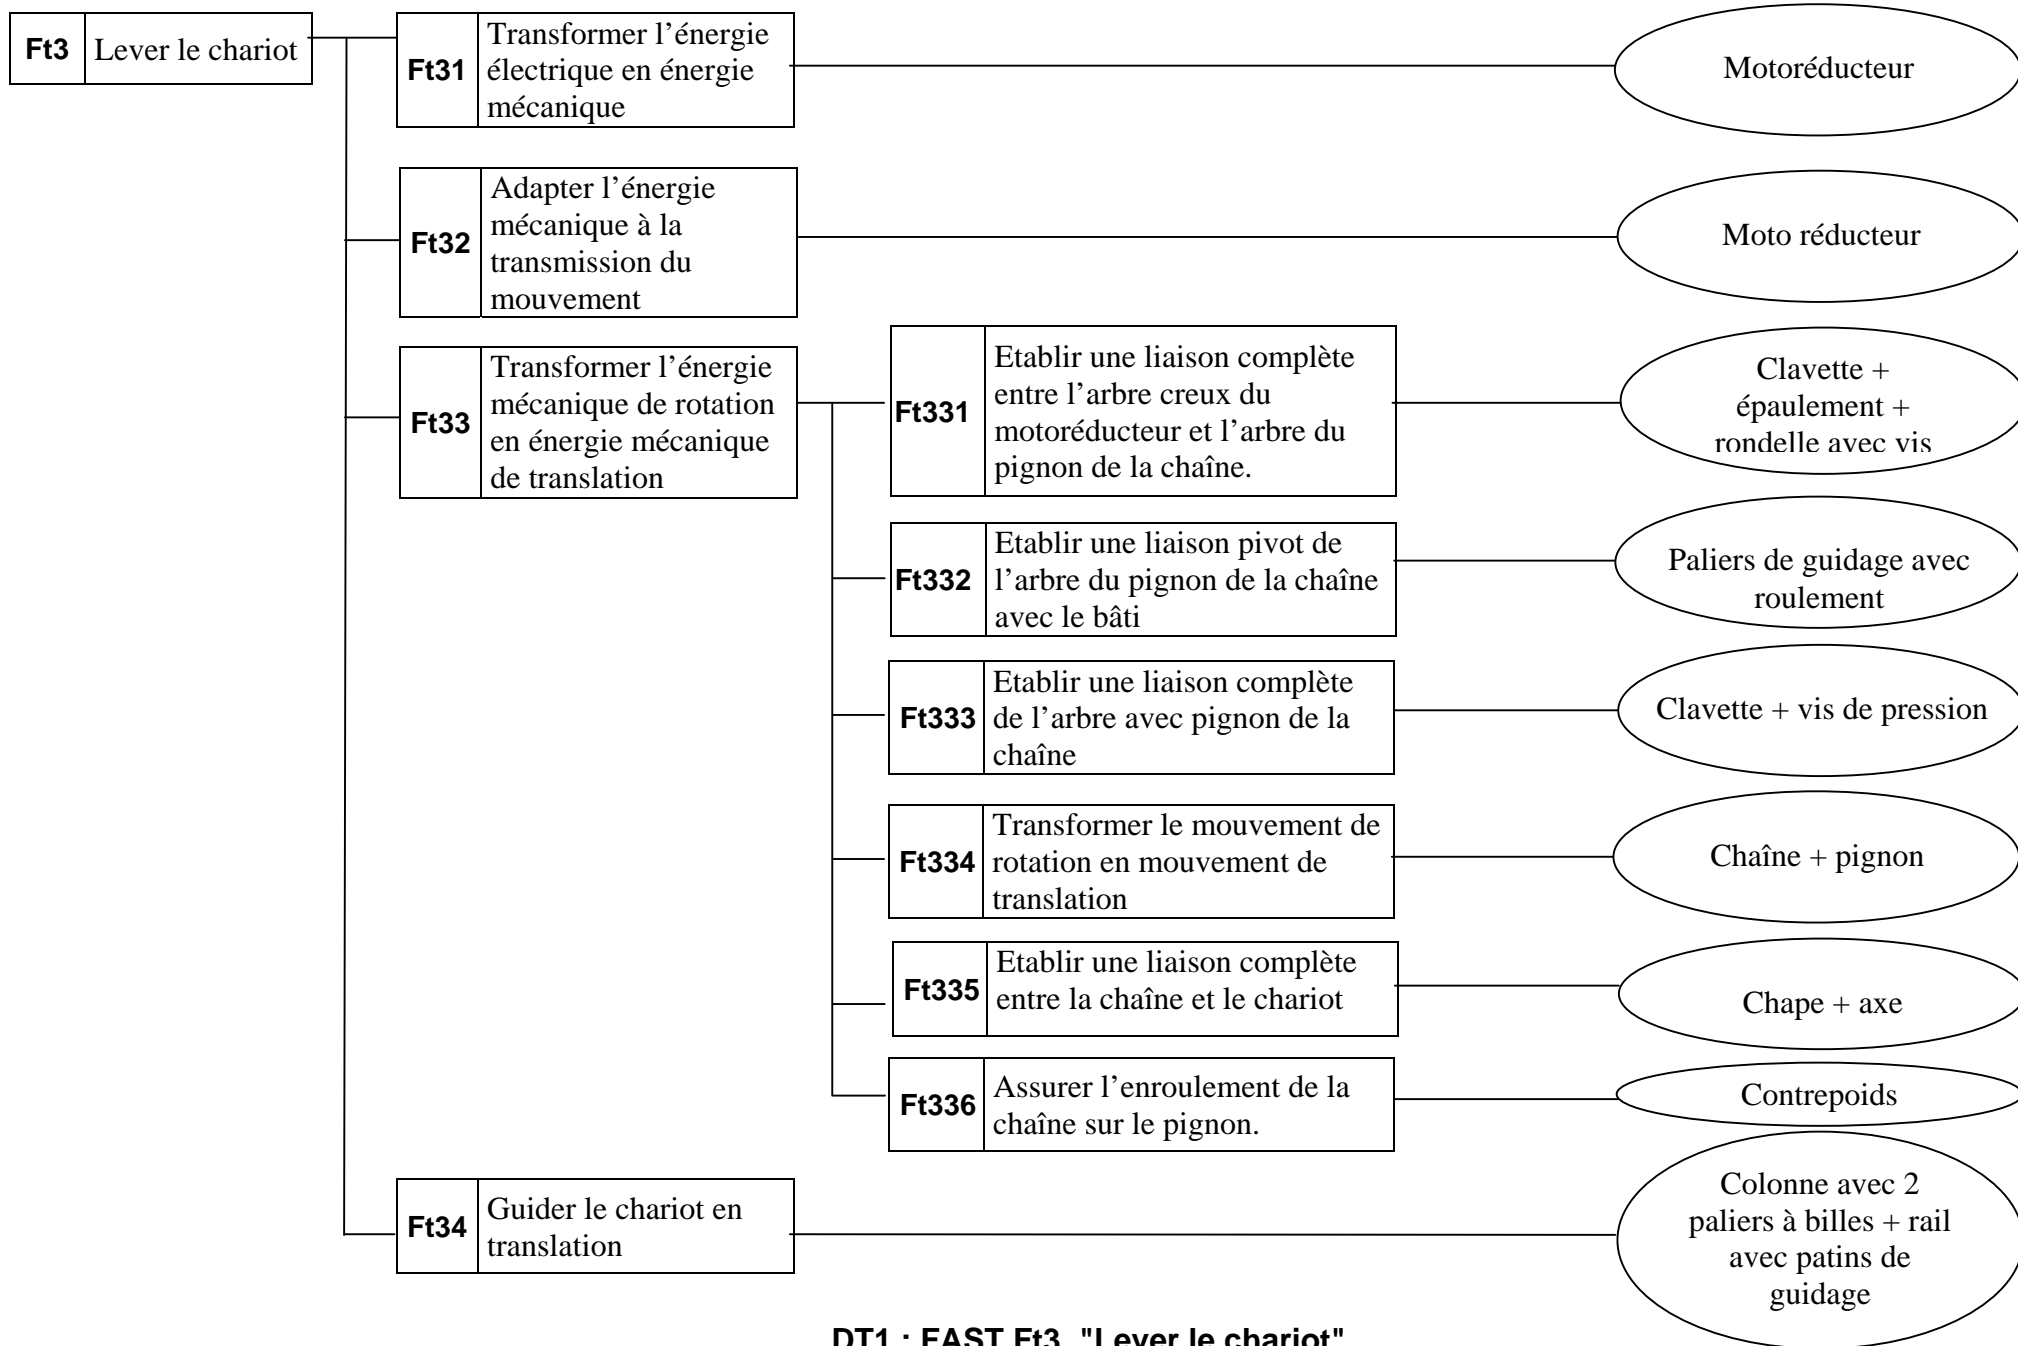 Ft3
Lever le chariot
Ft31
Transformer l’énergie
électrique en énergie
mécanique
Motoréducteur
Ft32
Adapter l’énergie
mécanique à la
transmission du
mouvement
Moto réducteur
Ft33
Transformer l’énergie
mécanique de rotation
en énergie mécanique
de translation
Ft331
Etablir une liaison complète
entre l’arbre creux du
motoréducteur et l’arbre du
pignon de la chaîne.
Clavette +
épaulement +
rondelle avec vis
Ft332
Etablir une liaison pivot de
l’arbre du pignon de la chaîne
avec le bâti
Paliers de guidage avec
roulement
Ft333
Etablir une liaison complète
de l’arbre avec pignon de la
chaîne
Clavette + vis de pression
Ft334
Transformer le mouvement de
rotation en mouvement de
translation
Chaîne + pignon
Ft335
Etablir une liaison complète
entre la chaîne et le chariot
Chape + axe
Ft336
Assurer l’enroulement de la
chaîne sur le pignon.
Contrepoids
Ft34
Guider le chariot en
translation
Colonne avec 2
paliers à billes + rail
avec patins de
guidage
DT1 : FAST Ft3 "Lever le chariot"